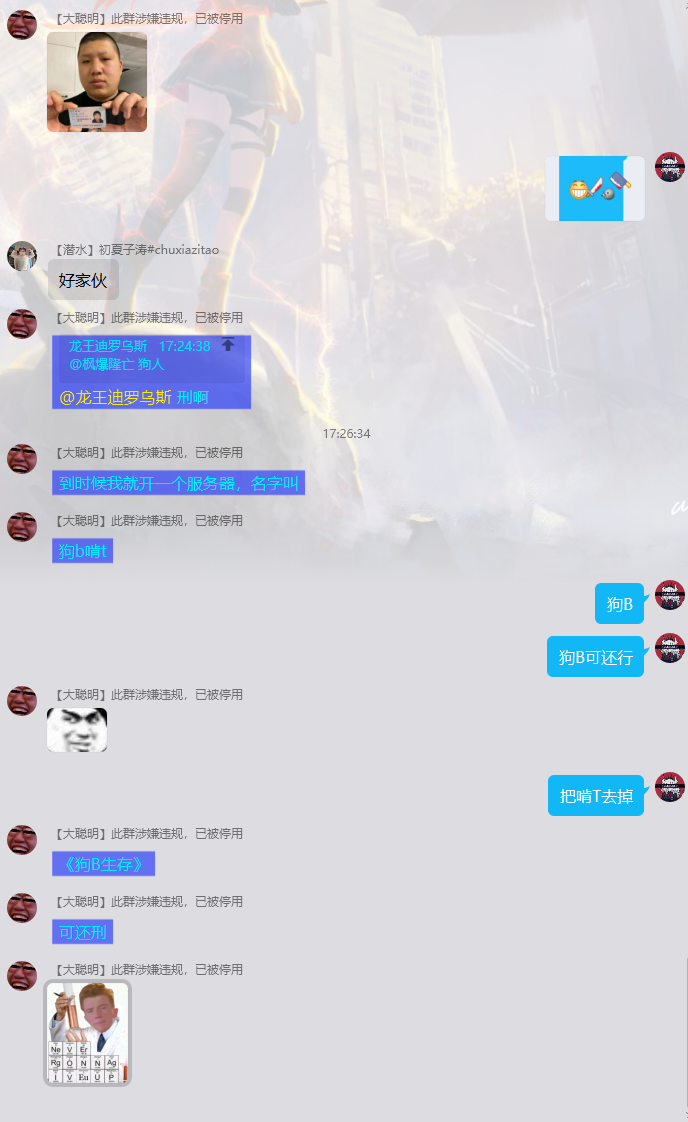 【大聪明】此群涉嫌违规，已被停用
【潜水】初夏子涛#chuxiazitao
好家伙
【大聪明】此群涉嫌违规，已被停用
龙王迪罗乌斯 17:24:38
@枫爆隆亡 狗人
@龙王迪罗乌斯 刑啊
17:26:34
【大聪明】此群涉嫌违规，已被停用
到时候我就开一个服务器，名字叫
【大聪明】此群涉嫌违规，已被停用
狗b啃t
狗B
狗B可还行
【大聪明】此群涉嫌违规，已被停用
把啃T去掉
【大聪明】此群涉嫌违规，已被停用
《狗B生存》
【大聪明】此群涉嫌违规，已被停用
可还刑
【大聪明】此群涉嫌违规，已被停用
Ne V Er
Rg O N N Ag
I V Eu U P